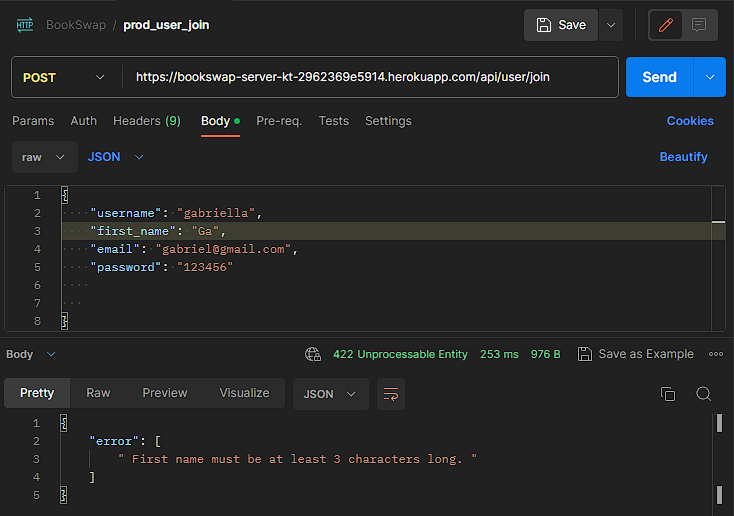 HTTP BookSwap / prod_user_join Save
POST https://bookswap-server-kt-2962369e5914.herokuapp.com/api/user/join Send
Params Auth Headers (9) Body Pre-req. Tests Settings Cookies
raw JSON Beautify
1 {
2 "username": "gabriella",
3 "first_name": "Ga",
4 "email": "gabriel@gmail.com",
5 "password": "123456"
6
7
8 }
Body 422 Unprocessable Entity 253 ms 976 B Save as Example
Pretty Raw Preview Visualize JSON
1 {
2 "error": [
3 " First name must be at least 3 characters long. "
4 ]
5 }